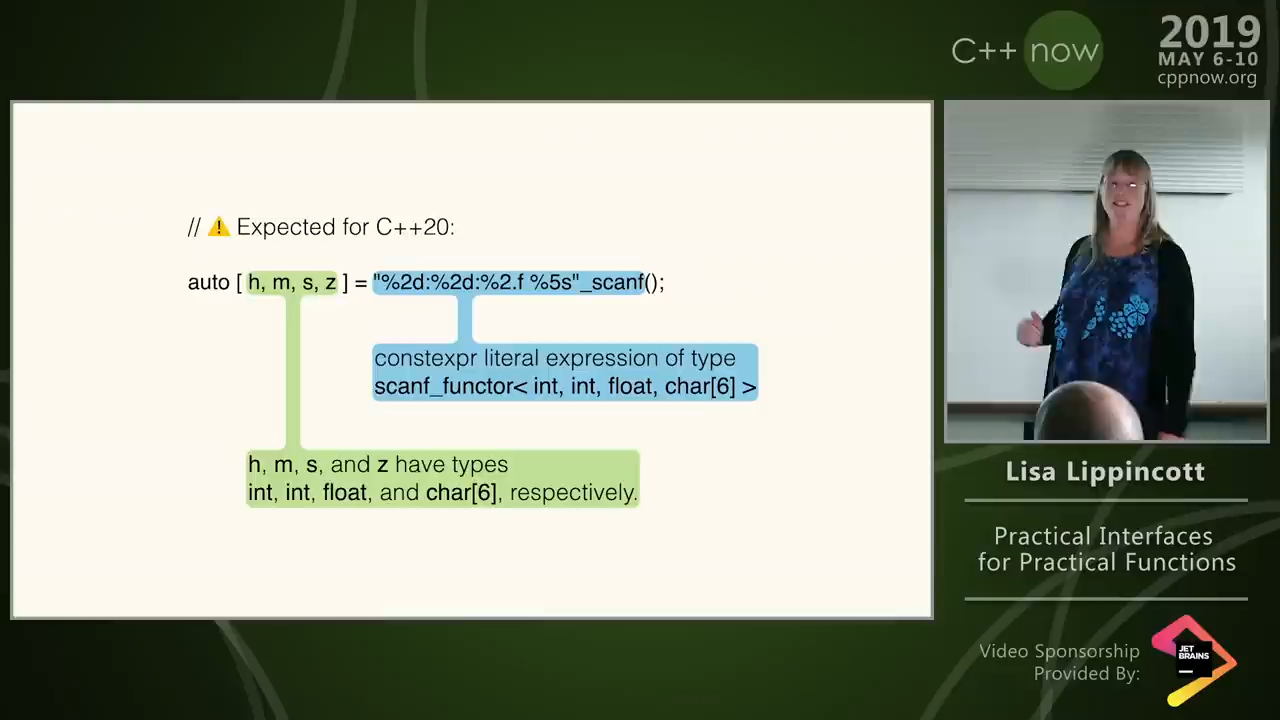 C++ now
2019
MAY 6-10
cppnow.org
// ⚠ Expected for C++20:
auto [ h, m, s, z ] = "%2d:%2d:%2.f %5s"_scanf();
constexpr literal expression of type
scanf_functor< int, int, float, char[6] >
h, m, s, and z have types
int, int, float, and char[6], respectively.
Lisa Lippincott
Practical Interfaces
for Practical Functions
Video Sponsorship
Provided By:
JET
BRAINS